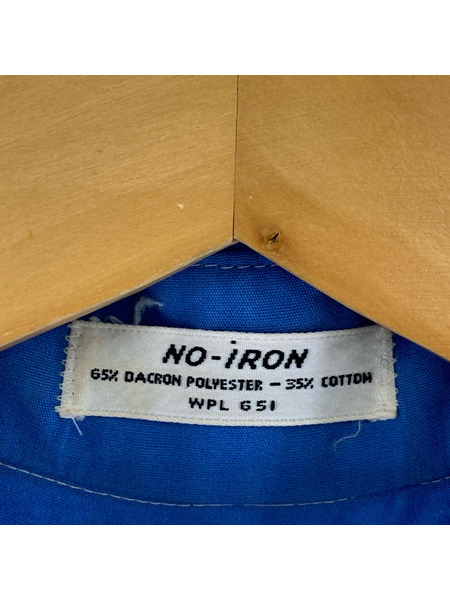 NO-iRON
65% DACRON POLYESTER - 35% COTTON
WPL 651